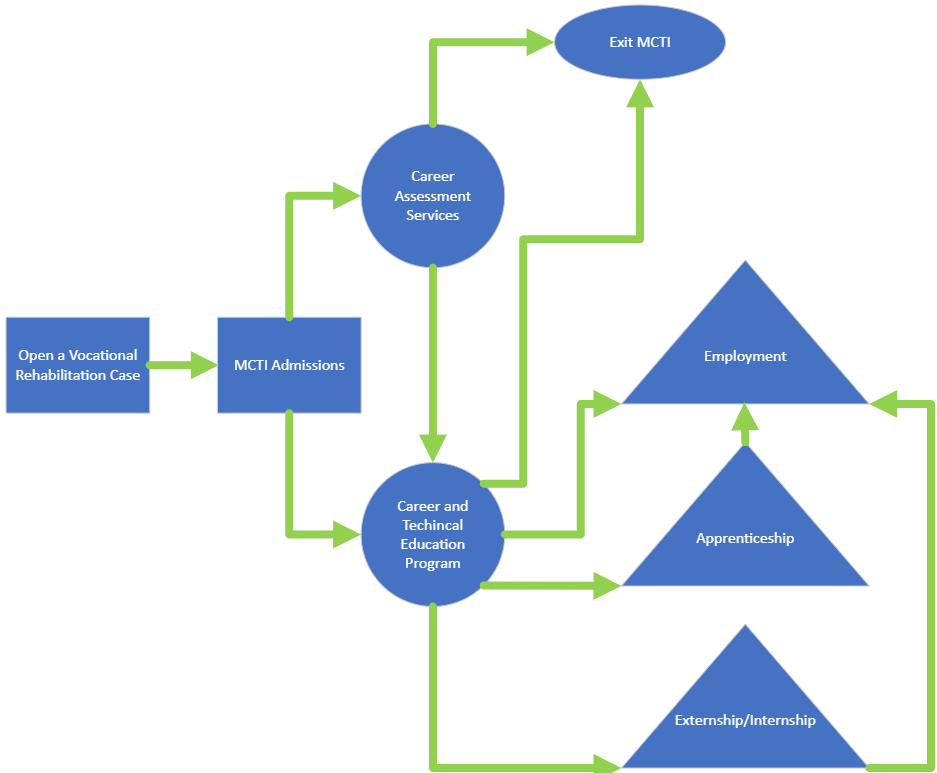 Exit MCTI
Career
Assessment
Services
Open a Vocational
Rehabilitation Case
MCTI Admissions
Employment
Career and
Techincal
Education
Program
Apprenticeship
Externship/Internship